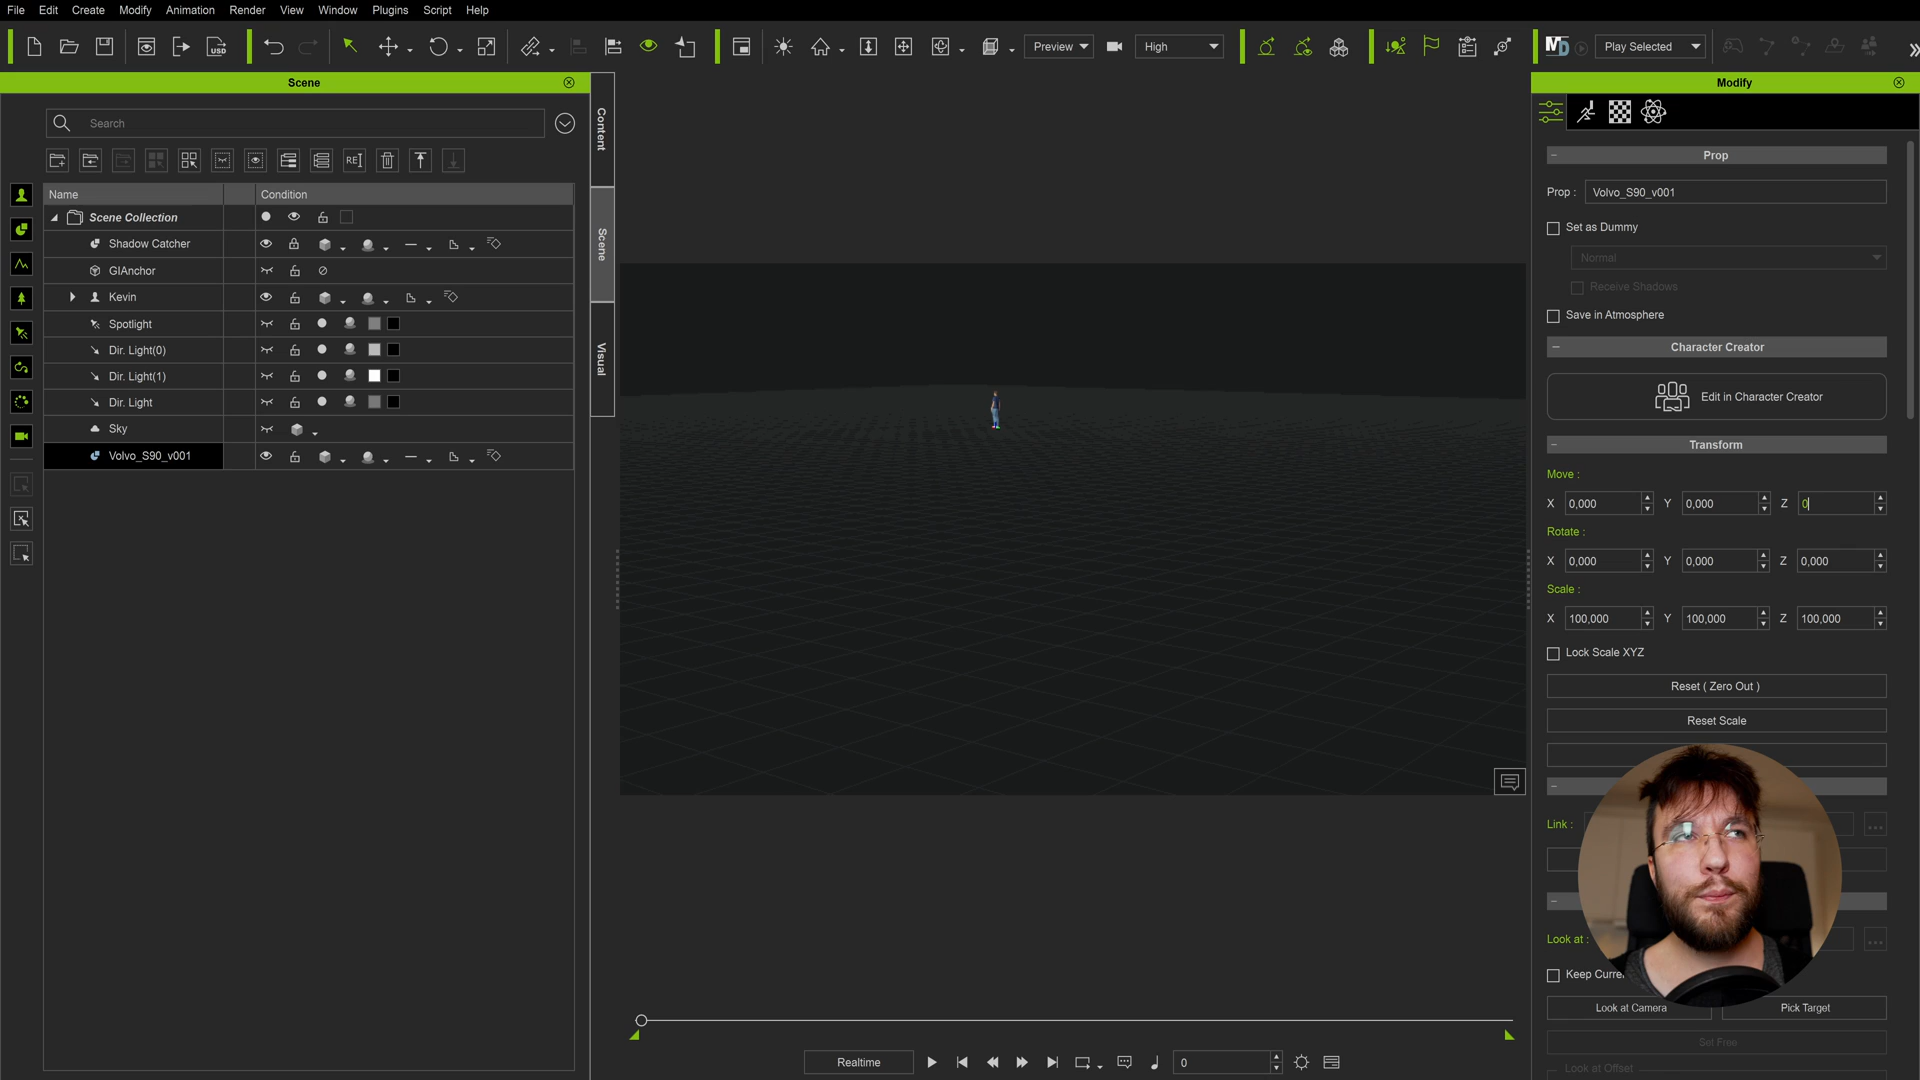 File Edit Create Modify Animation Render View Window Plugins Script Help
USD Preview High MD Play Selected
Scene
Content
Scene
Visual
Search
RE
Name Condition
Scene Collection
Shadow Catcher
GIAnchor
Kevin
Spotlight
Dir. Light(0)
Dir. Light(1)
Dir. Light
Sky
Volvo_S90_v001
Realtime 0
Modify
Prop
Prop : Volvo_S90_v001
Set as Dummy
Normal
Receive Shadows
Save in Atmosphere
Character Creator
Edit in Character Creator
Transform
Move :
X 0,000 Y 0,000 Z 0
Rotate :
X 0,000 Y 0,000 Z 0,000
Scale :
X 100,000 Y 100,000 Z 100,000
Lock Scale XYZ
Reset ( Zero Out )
Reset Scale
Link : ...
Look at : ...
Keep
Look at Camera Pick Target
Set Free
Look at Offset